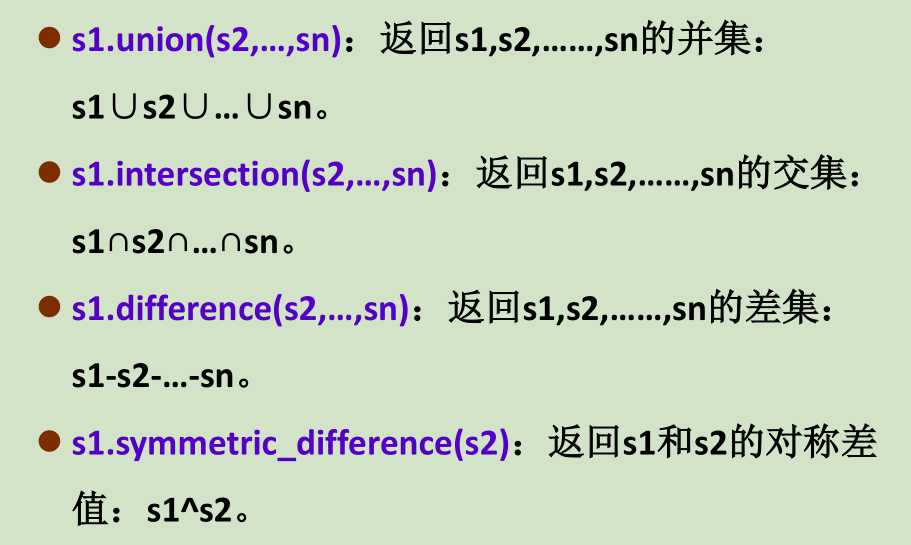 ● s1.union(s2,…,sn)：返回s1,s2,……,sn的并集：
s1∪s2∪…∪sn。
● s1.intersection(s2,…,sn)：返回s1,s2,……,sn的交集：
s1∩s2∩…∩sn。
● s1.difference(s2,…,sn)：返回s1,s2,……,sn的差集：
s1-s2-…-sn。
● s1.symmetric_difference(s2)：返回s1和s2的对称差
值：s1^s2。